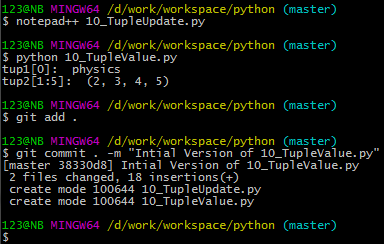 123@NB MINGW64 /d/work/workspace/python (master)
$ notepad++ 10_TupleUpdate.py
123@NB MINGW64 /d/work/workspace/python (master)
$ python 10_TupleValue.py
tup1[0]:  physics
tup2[1:5]:  (2, 3, 4, 5)
123@NB MINGW64 /d/work/workspace/python (master)
$ git add .
123@NB MINGW64 /d/work/workspace/python (master)
$ git commit . -m "Intial Version of 10_TupleValue.py"
[master 38330d8] Intial Version of 10_TupleValue.py
 2 files changed, 18 insertions(+)
 create mode 100644 10_TupleUpdate.py
 create mode 100644 10_TupleValue.py
123@NB MINGW64 /d/work/workspace/python (master)
$